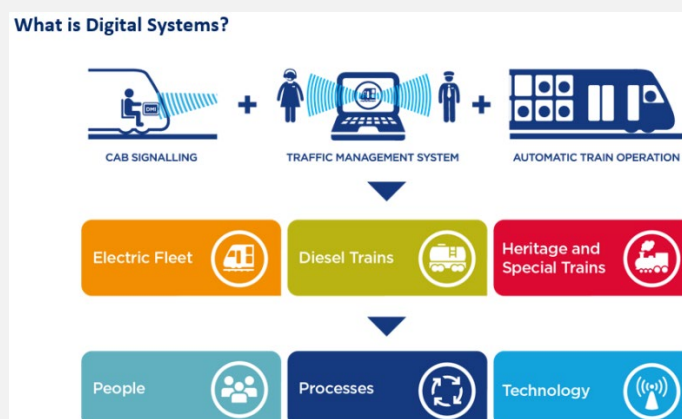 What is Digital Systems?
DMI
+
+
CAB SIGNALLING
TRAFFIC MANAGEMENT SYSTEM
AUTOMATIC TRAIN OPERATION
Electric Fleet
Diesel Trains
Heritage and
Special Trains
People
Processes
Technology